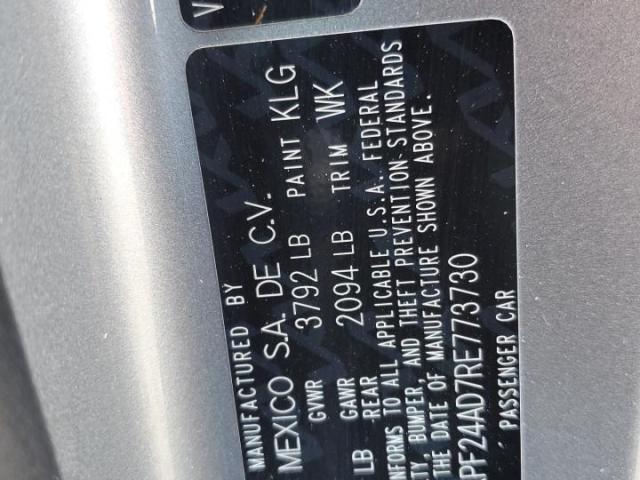 V
MANUFACTURED BY
MEXICO S.A. DE C.V.
GVWR 3792 LB PAINT KLG
GAWR 2094 LB TRIM WK
LB REAR
NFORMS TO ALL APPLICABLE U.S.A. FEDERAL
TY, BUMPER, AND THEFT PREVENTION STANDARDS
THE DATE OF MANUFACTURE SHOWN ABOVE.
PF24AD7RE773730
PASSENGER CAR